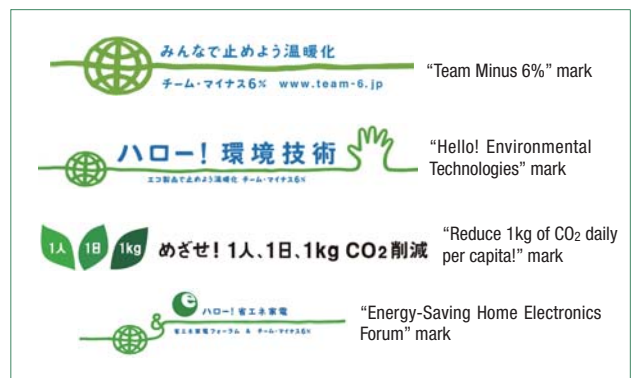 みんなで止めよう温暖化
チーム・マイナス6% www.team-6.jp
“Team Minus 6%” mark
ハロー！環境技術
エコ製品で止めよう温暖化 チーム・マイナス6%
“Hello! Environmental
Technologies” mark
1人 1日 1kg めざせ！1人、1日、1kg CO2削減
“Reduce 1kg of CO2 daily
per capita!” mark
ハロー！省エネ家電
&
省エネ家電フォーラム & チーム・マイナス6%
“Energy-Saving Home Electronics
Forum” mark